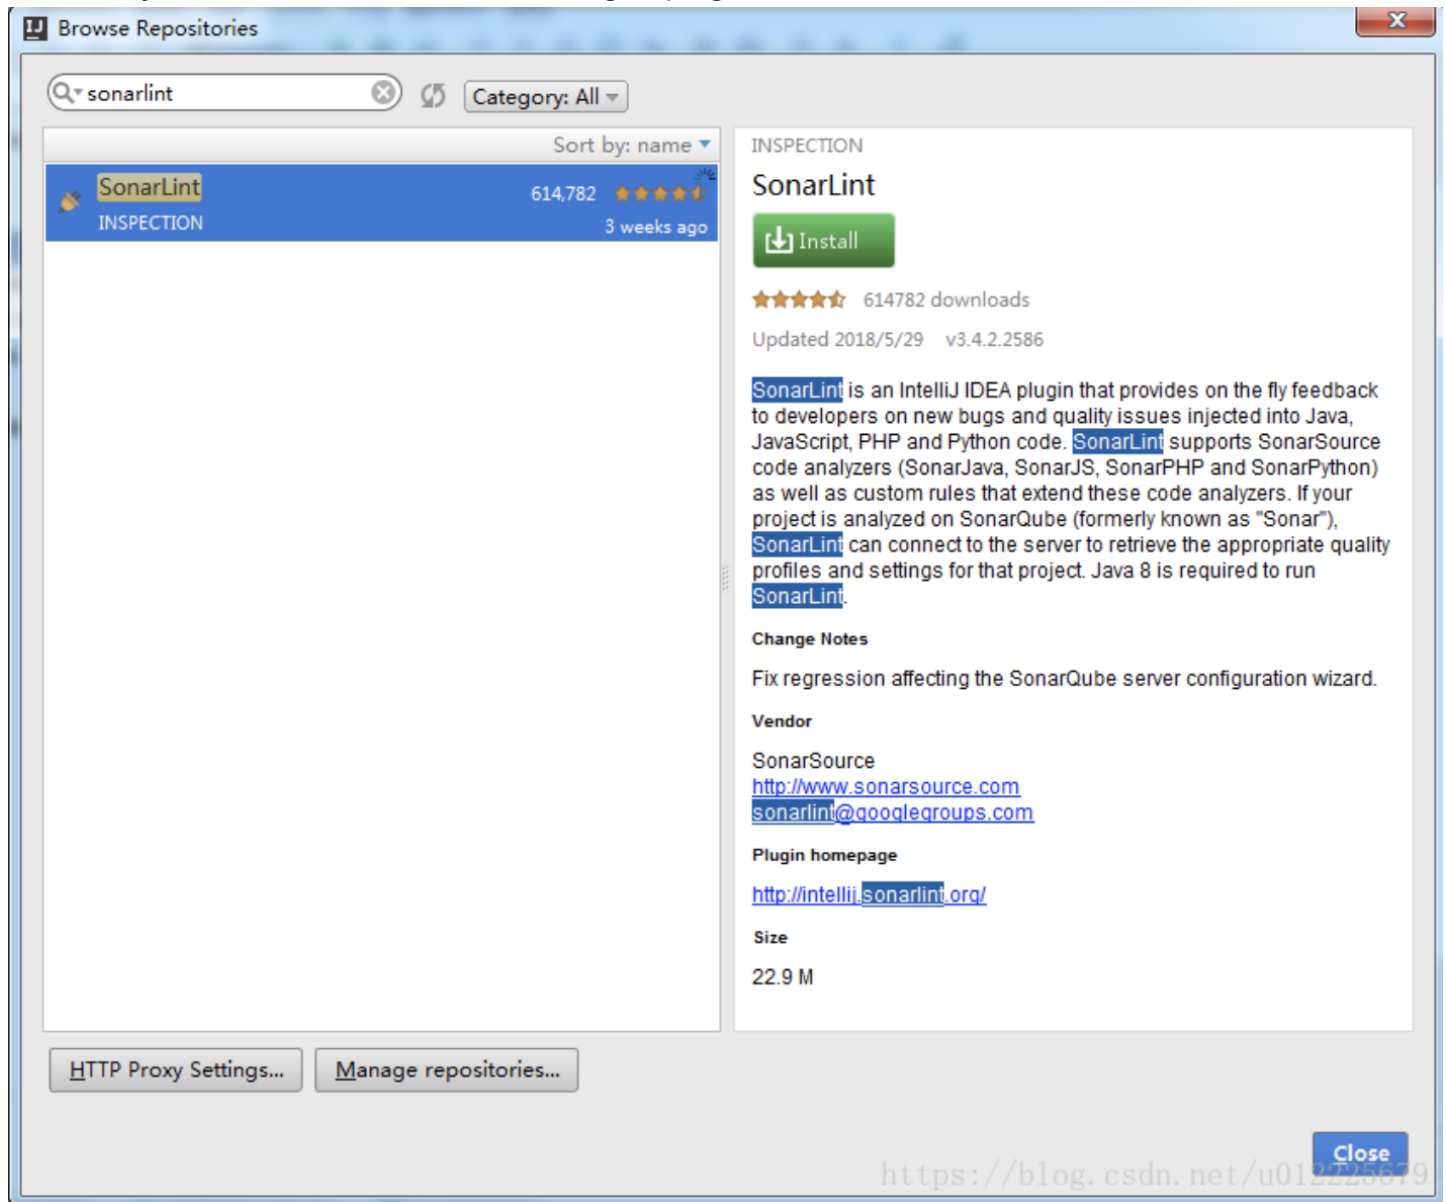 Browse Repositories
sonarlint
Category: All
Sort by: name
SonarLint
614,782
INSPECTION
3 weeks ago
INSPECTION
SonarLint
Install
614782 downloads
Updated 2018/5/29 v3.4.2.2586
SonarLint is an IntelliJ IDEA plugin that provides on the fly feedback
to developers on new bugs and quality issues injected into Java,
JavaScript, PHP and Python code. SonarLint supports SonarSource
code analyzers (SonarJava, SonarJS, SonarPHP and SonarPython)
as well as custom rules that extend these code analyzers. If your
project is analyzed on SonarQube (formerly known as "Sonar"),
SonarLint can connect to the server to retrieve the appropriate quality
profiles and settings for that project. Java 8 is required to run
SonarLint.
Change Notes
Fix regression affecting the SonarQube server configuration wizard.
Vendor
SonarSource
http://www.sonarsource.com
sonarlint@googlegroups.com
Plugin homepage
http://intellij.sonarlint.org/
Size
22.9 M
HTTP Proxy Settings...
Manage repositories...
Close
https://blog.csdn.net/u012225679